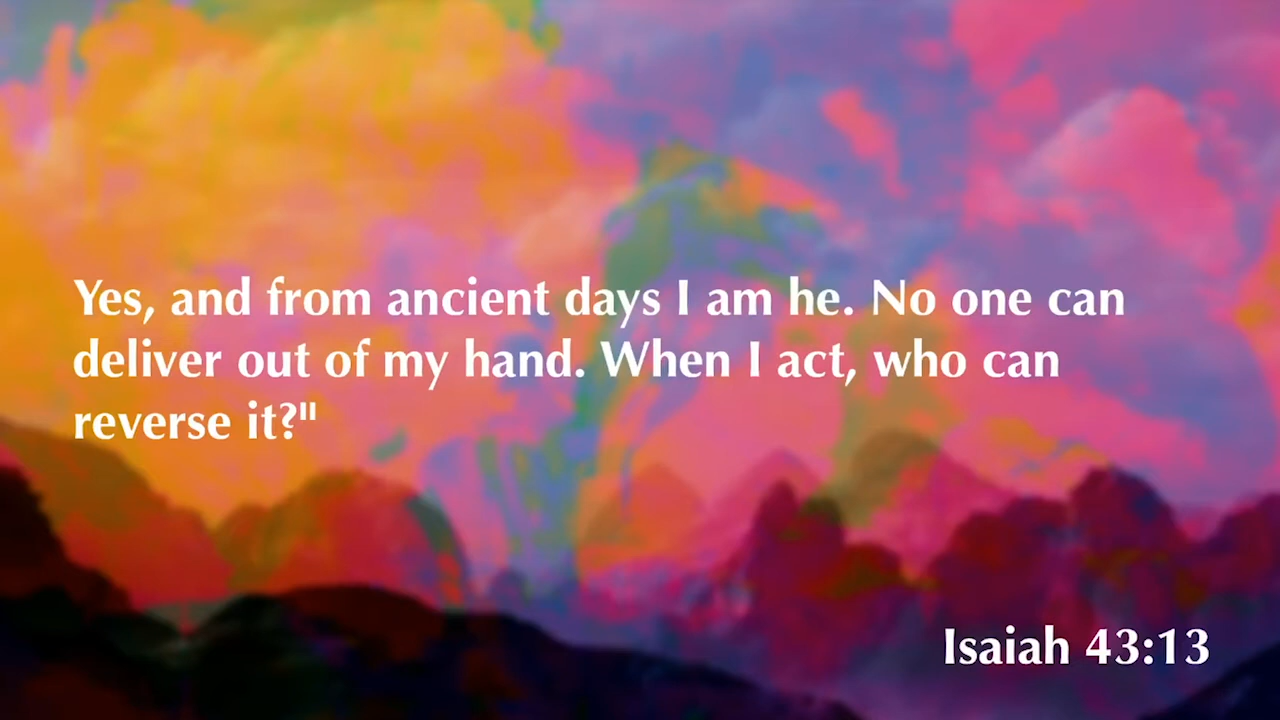 Yes, and from ancient days I am he. No one can
deliver out of my hand. When I act, who can
reverse it?"
Isaiah 43:13